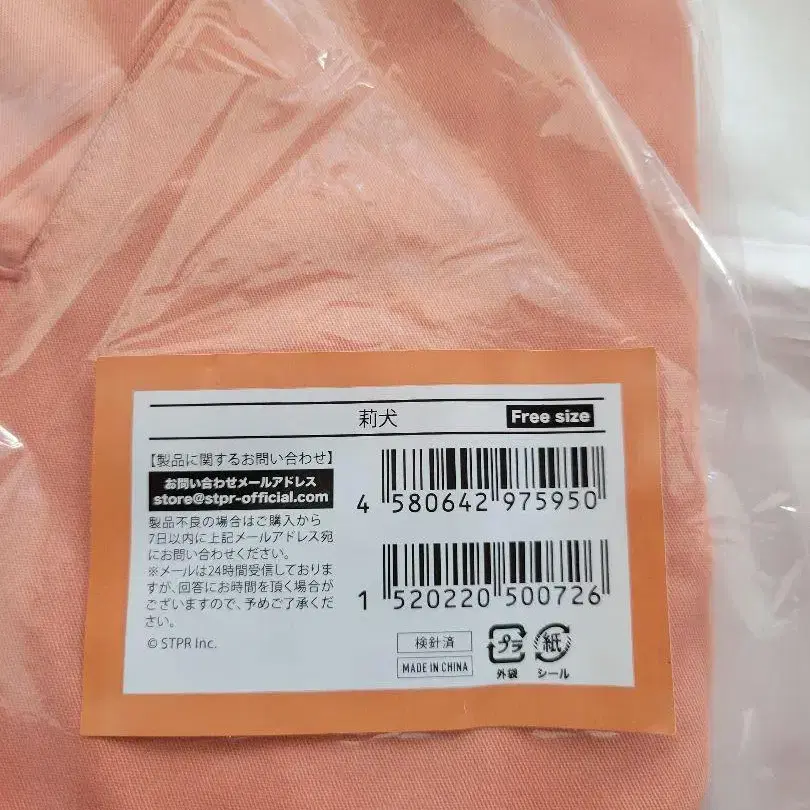 莉犬
Free size
【製品に関するお問い合わせ】
お問い合わせメールアドレス
store@stpr-official.com
製品不良の場合はご購入から
7日以内に上記メールアドレス宛
にお問い合わせください。
※メールは24時間受信しておりま
すが、回答にお時間を頂く場合が
ございますので、予めご了承くだ
さい。
© STPR Inc.
4 580642 975950
1 520220 500726
検針済
MADE IN CHINA
プラ
外袋
紙
シール